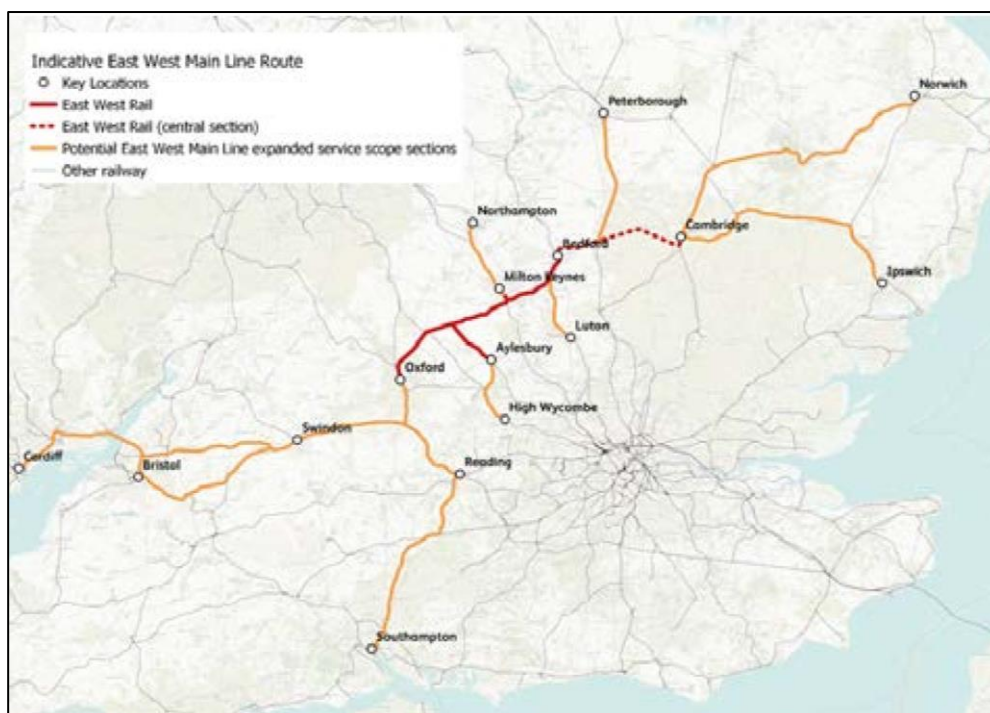 Indicative East West Main Line Route
Key Locations
East West Rail
East West Rail (central section)
Potential East West Main Line expanded service scope sections
Other railway
Norwich
Peterborough
Northampton
Cambridge
Bedford
Milton Keynes
Ipswich
Luton
Aylesbury
Oxford
High Wycombe
Swindon
Cardiff
Bristol
Reading
Southampton